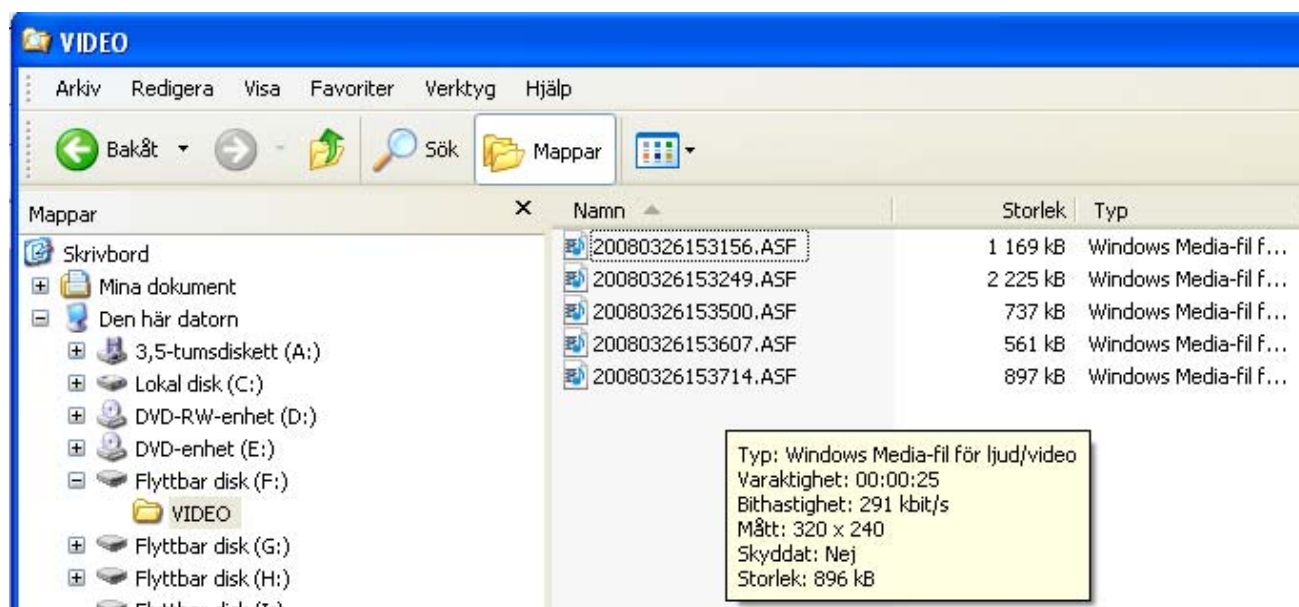 VIDEO
Arkiv Redigera Visa Favoriter Verktyg Hjälp
Bakåt Sök Mappar
Mappar
Skrivbord
Mina dokument
Den här datorn
3,5-tumsdiskett (A:)
Lokal disk (C:)
DVD-RW-enhet (D:)
DVD-enhet (E:)
Flyttbar disk (F:)
VIDEO
Flyttbar disk (G:)
Flyttbar disk (H:)
Namn Storlek Typ
20080326153156.ASF 1 169 kB Windows Media-fil f...
20080326153249.ASF 2 225 kB Windows Media-fil f...
20080326153500.ASF 737 kB Windows Media-fil f...
20080326153607.ASF 561 kB Windows Media-fil f...
20080326153714.ASF 897 kB Windows Media-fil f...
Typ: Windows Media-fil för ljud/video
Varaktighet: 00:00:25
Bithastighet: 291 kbit/s
Mått: 320 x 240
Skyddat: Nej
Storlek: 896 kB